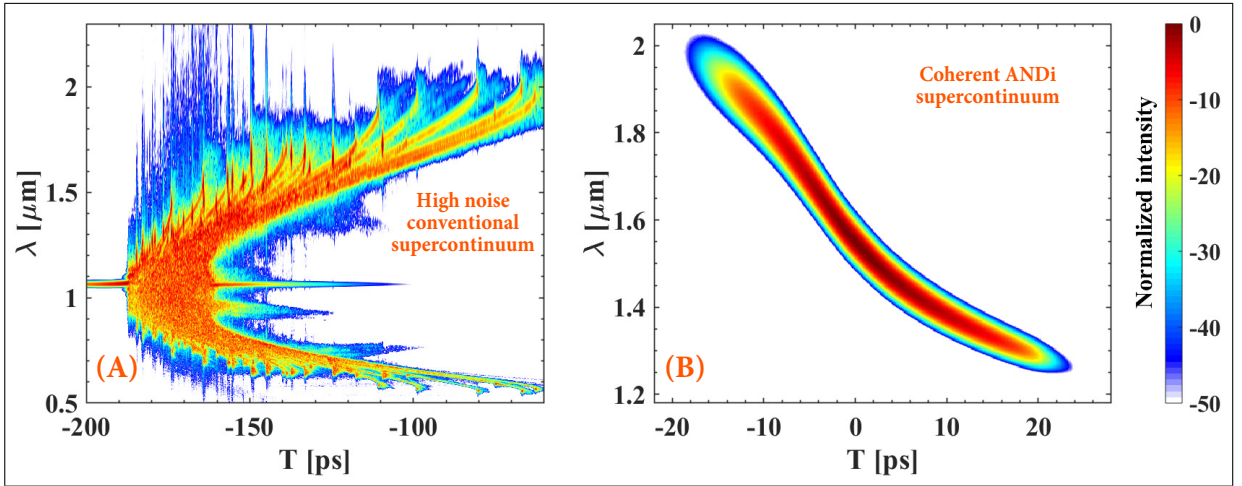 2
1.5
1
0.5
λ [μm]
-200
-150
-100
T [ps]
High noise
conventional
supercontinuum
(A)
2
1.8
1.6
1.4
1.2
λ [μm]
-20
-10
0
10
20
T [ps]
Coherent ANDi
supercontinuum
(B)
0
-10
-20
-30
-40
-50
Normalized intensity